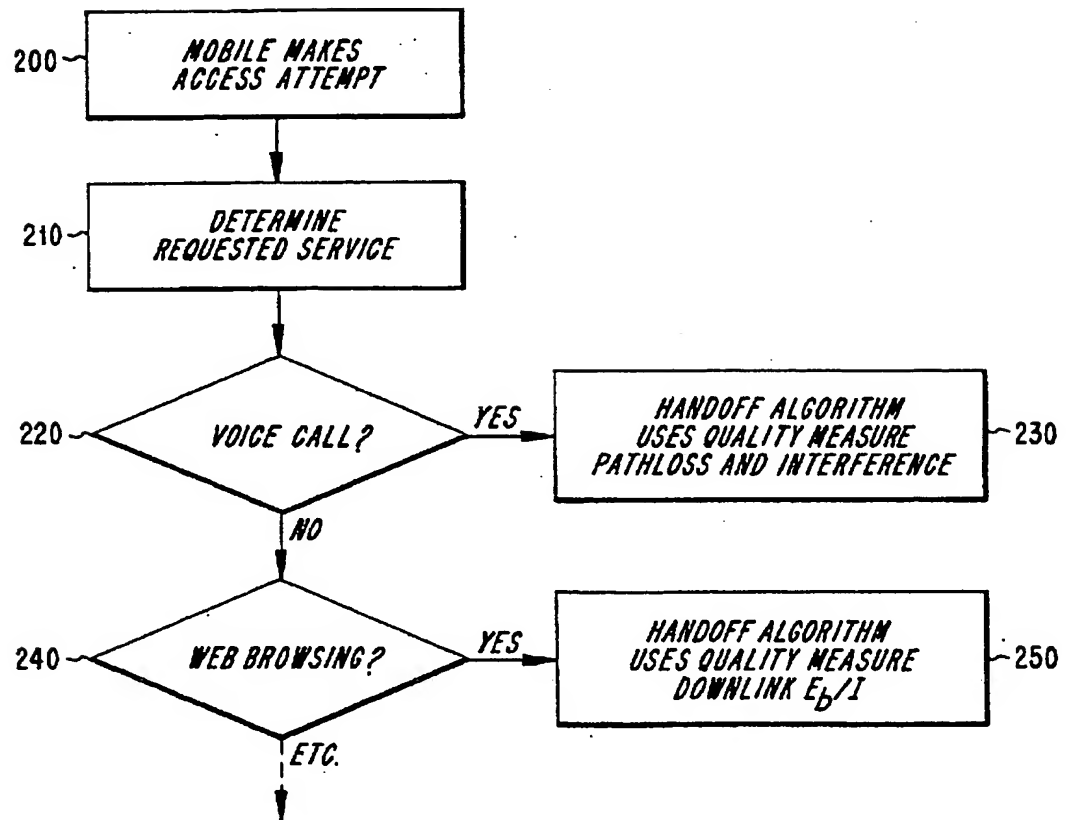 200
MOBILE MAKES
ACCESS ATTEMPT
210
DETERMINE
REQUESTED SERVICE
220
VOICE CALL?
YES
HANDOFF ALGORITHM
USES QUALITY MEASURE
PATHLOSS AND INTERFERENCE
230
NO
240
WEB BROWSING?
YES
HANDOFF ALGORITHM
USES QUALITY MEASURE
DOWNLINK Eb/I
250
ETC.